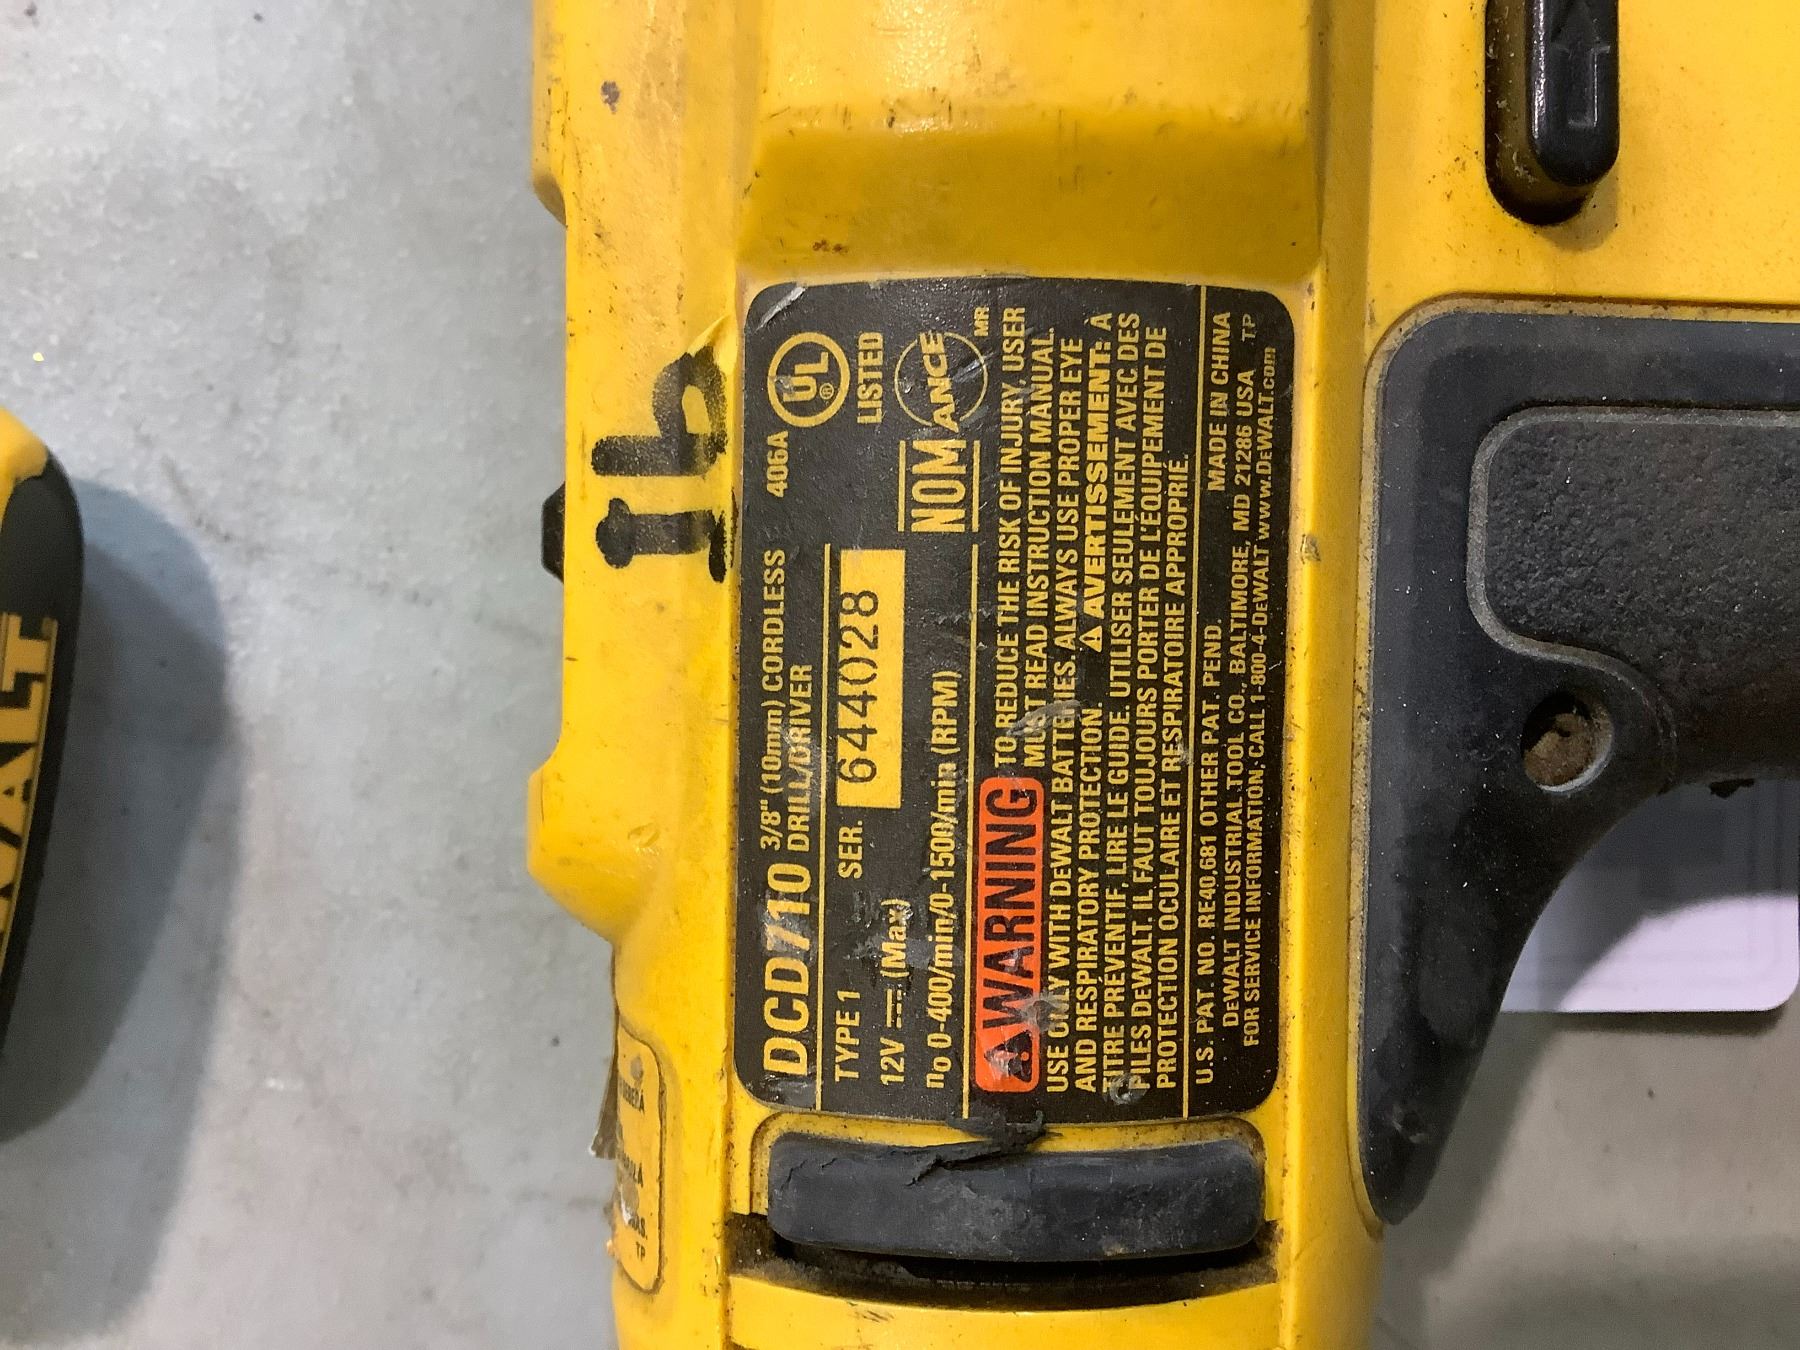 DCD710 3/8" (10mm) CORDLESS
DRILL/DRIVER
406A
UL
®
LISTED
TYPE 1
SER. 6444028
12V ⎓ (Max)
NOM
ANCE
MR
n₀ 0-400/min/0-1500/min (RPM)
⚠WARNING TO REDUCE THE RISK OF INJURY, USER
MUST READ INSTRUCTION MANUAL.
USE ONLY WITH DEWALT BATTERIES. ALWAYS USE PROPER EYE
AND RESPIRATORY PROTECTION. ⚠ AVERTISSEMENT: À
TITRE PRÉVENTIF, LIRE LE GUIDE. UTILISER SEULEMENT AVEC DES
PILES DEWALT. IL FAUT TOUJOURS PORTER DE L'ÉQUIPEMENT DE
PROTECTION OCULAIRE ET RESPIRATOIRE APPROPRIÉ.
U.S. PAT. NO. RE40,681 OTHER PAT. PEND. MADE IN CHINA
DEWALT INDUSTRIAL TOOL CO., BALTIMORE, MD 21286 USA TP
FOR SERVICE INFORMATION, CALL 1-800-4-DEWALT www.DEWALT.com
TP